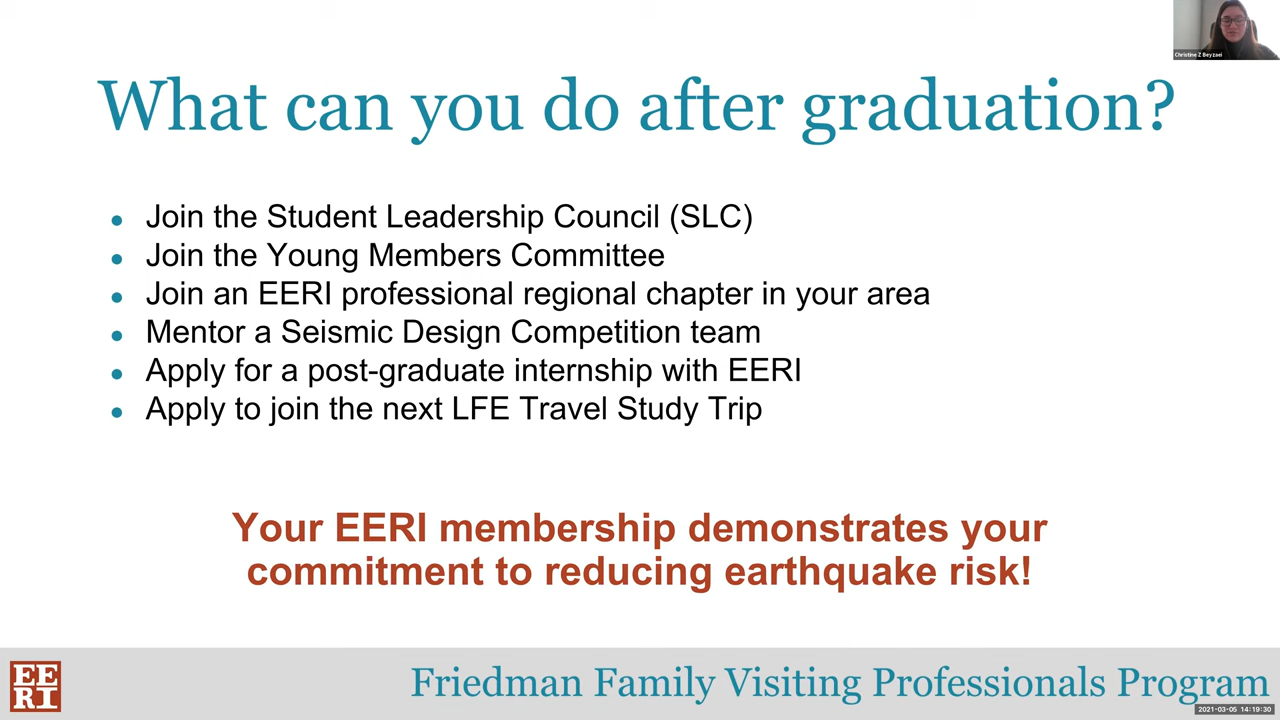 Christine Z Beyzaei
What can you do after graduation?
• Join the Student Leadership Council (SLC)
• Join the Young Members Committee
• Join an EERI professional regional chapter in your area
• Mentor a Seismic Design Competition team
• Apply for a post-graduate internship with EERI
• Apply to join the next LFE Travel Study Trip
Your EERI membership demonstrates your
commitment to reducing earthquake risk!
EE
RI
Friedman Family Visiting Professionals Program
2021-03-05 14:19:30